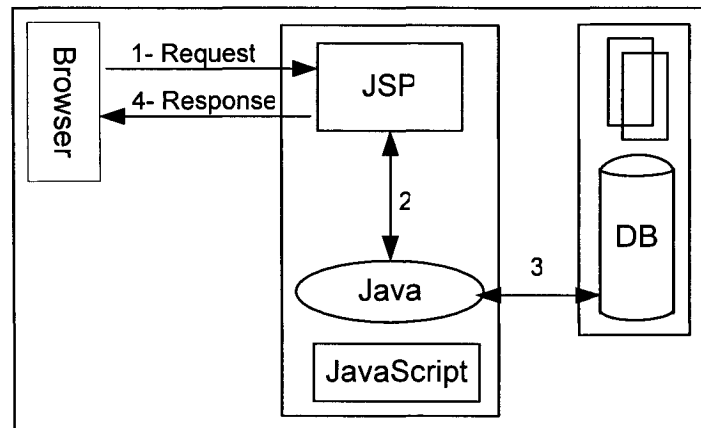 Browser
1- Request
4- Response
JSP
2
Java
3
DB
JavaScript